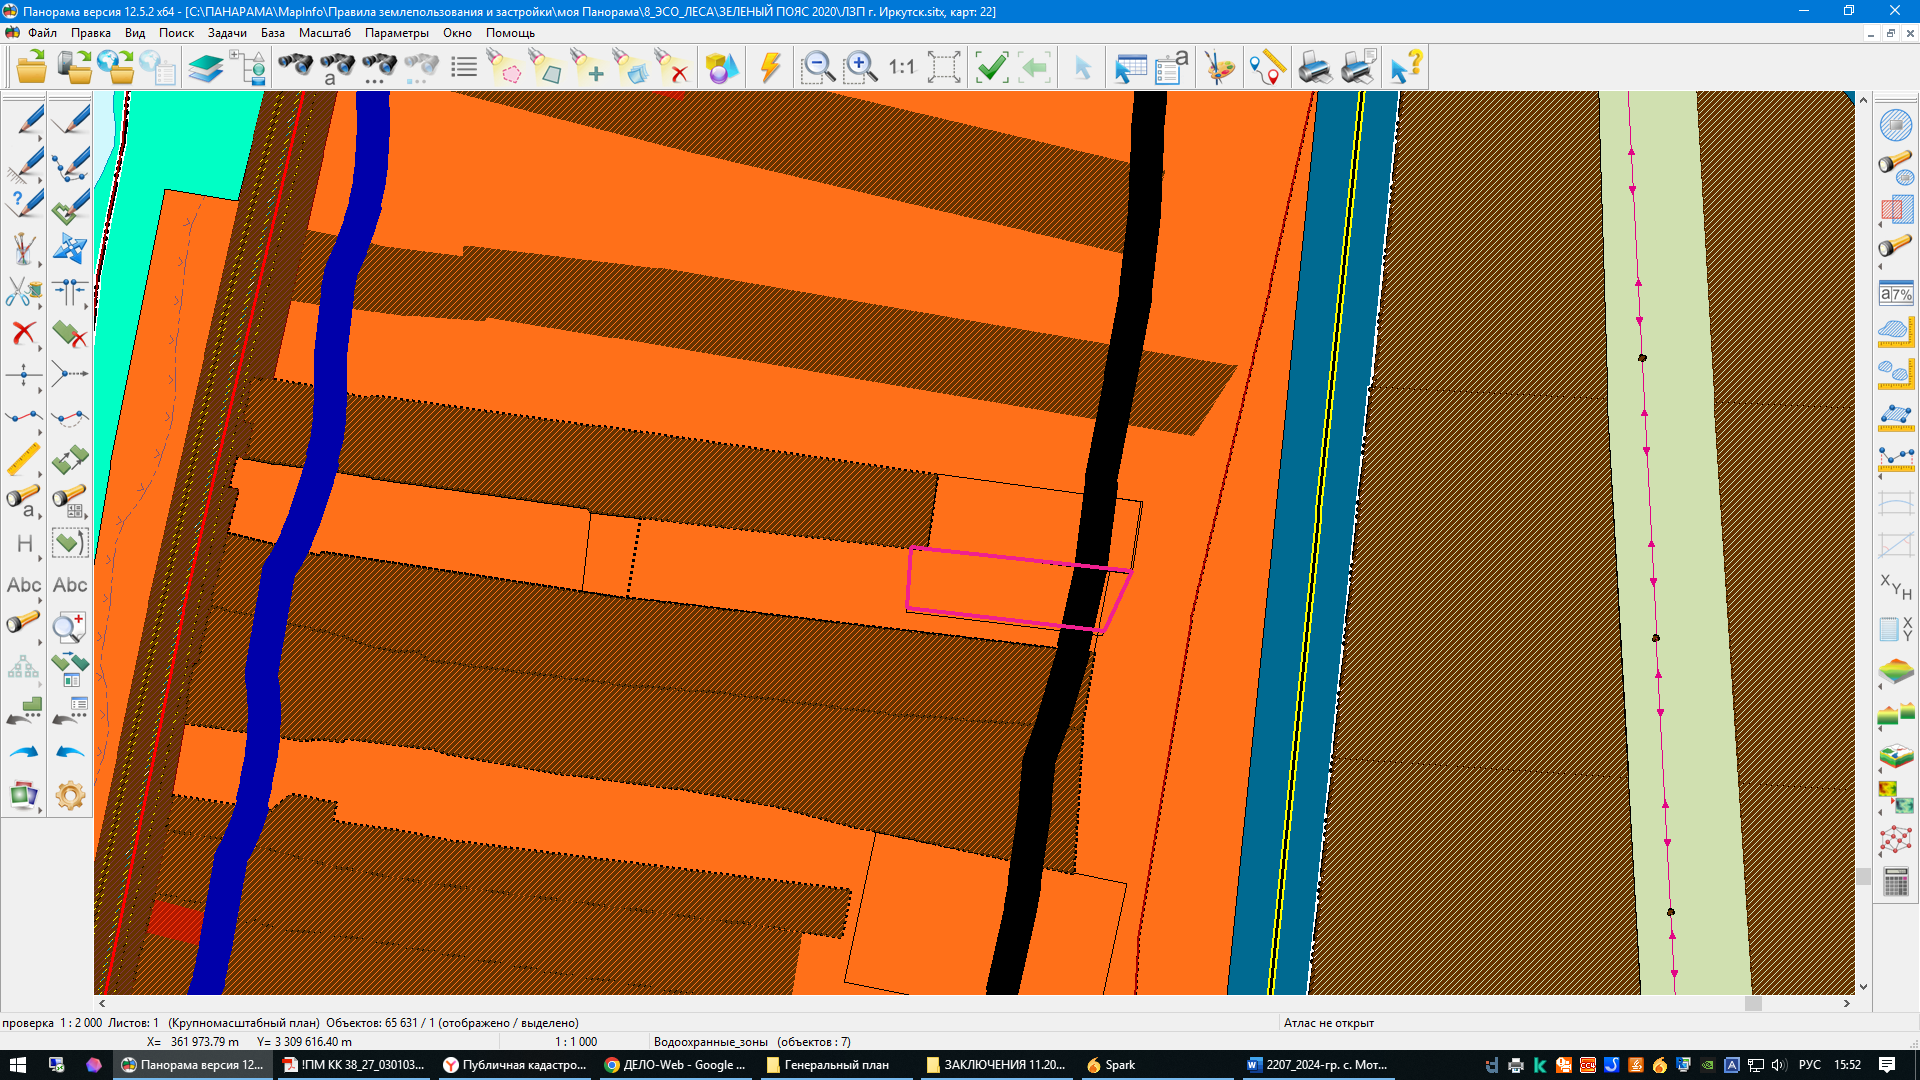 Панорама версия 12.5.2 x64 - [C:\ПАНАРАМА\MapInfo\Правила землепользования и застройки\моя Панорама\8_ЭСО_ЛЕСА\ЗЕЛЕНЫЙ ПОЯС 2020\ЛЗП г. Иркутск.sitx, карт: 22]
Файл Правка Вид Поиск Задачи База Масштаб Параметры Окно Помощь
a 1:1 a ?
?
a
H
Abc Abc
a7%
X Y H
X Y
проверка 1 : 2 000 Листов: 1 (Крупномасштабный план) Объектов: 65 631 / 1 (отображено / выделено) Атлас не открыт
X= 361 973.79 m Y= 3 309 616.40 m 1 : 1 000 Водоохранные_зоны (объектов : 7)
Панорама версия 12... !ПМ КК 38_27_030103... Публичная кадастро... ДЕЛО-Web - Google ... Генеральный план ЗАКЛЮЧЕНИЯ 11.20... Spark 2207_2024-гр. с. Мот... РУС 15:52